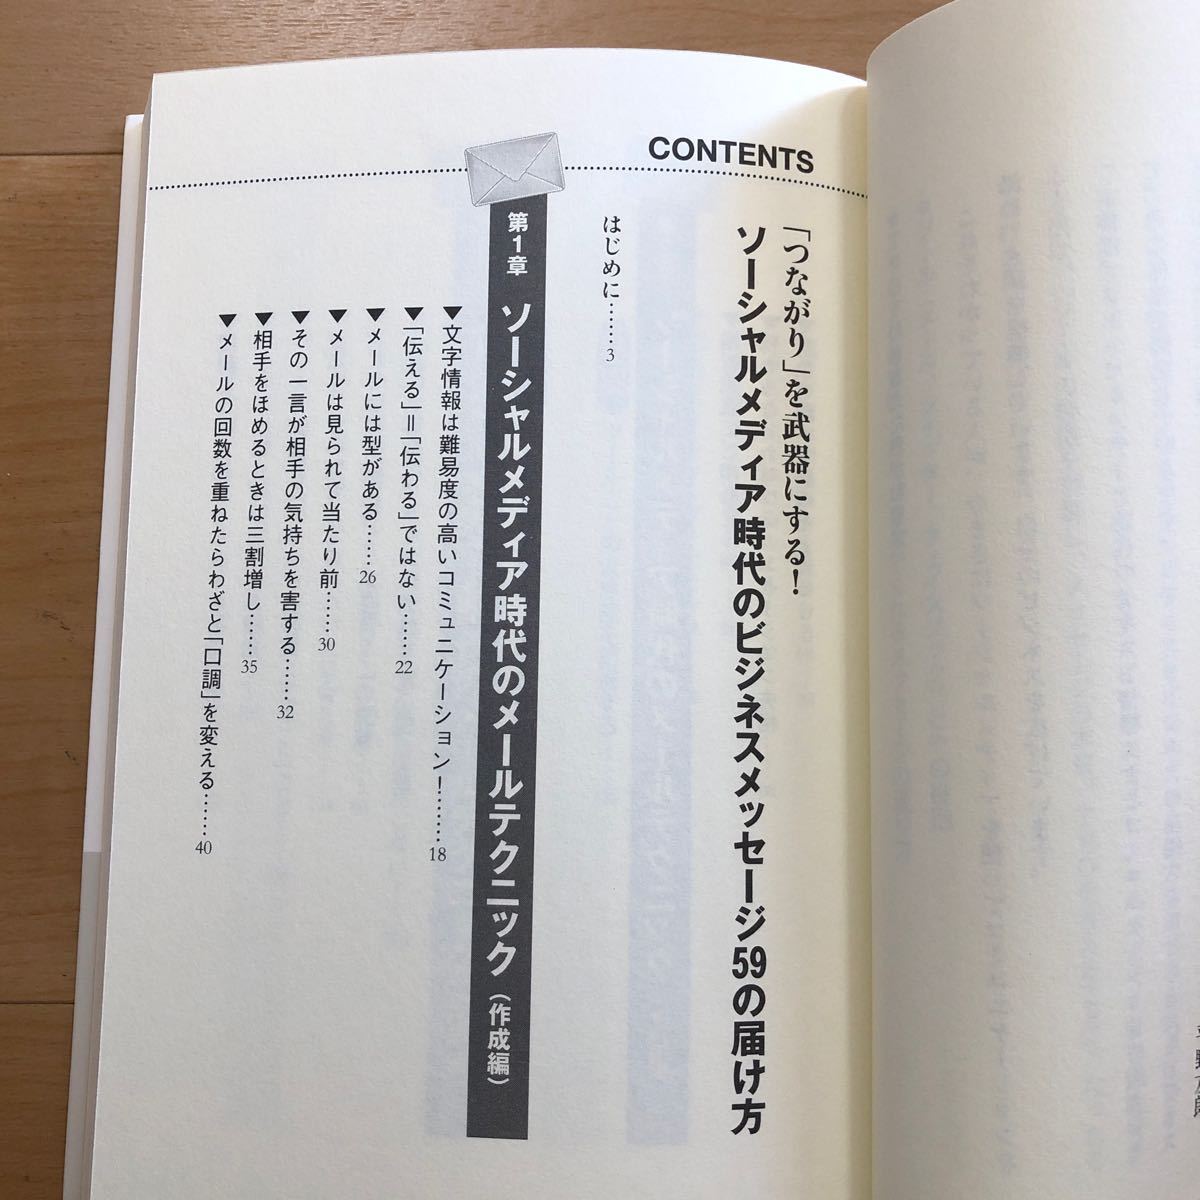 CONTENTS
「つながり」を武器にする!
ソーシャルメディア時代のビジネスメッセージ59の届け方
はじめに……3
第1章 ソーシャルメディア時代のメールテクニック(作成編)
▼文字情報は難易度の高いコミュニケーション!……18
▼「伝える」=「伝わる」ではない……22
▼メールには型がある……26
▼メールは見られて当たり前……30
▼その一言が相手の気持ちを害する……32
▼相手をほめるときは三割増し……35
▼メールの回数を重ねたらわざと「口調」を変える……40